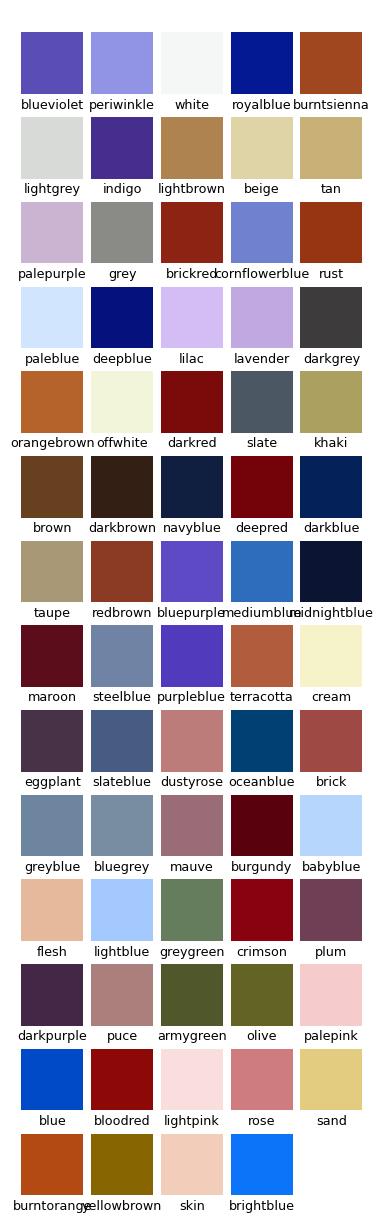 blueviolet periwinkle white royalblue burntsienna
lightgrey indigo lightbrown beige tan
palepurple grey brickred cornflowerblue rust
paleblue deepblue lilac lavender darkgrey
orangebrown offwhite darkred slate khaki
brown darkbrown navyblue deepred darkblue
taupe redbrown bluepurple mediumblue midnightblue
maroon steelblue purpleblue terracotta cream
eggplant slateblue dustyrose oceanblue brick
greyblue bluegrey mauve burgundy babyblue
flesh lightblue greygreen crimson plum
darkpurple puce armygreen olive palepink
blue bloodred lightpink rose sand
burntorange yellowbrown skin brightblue